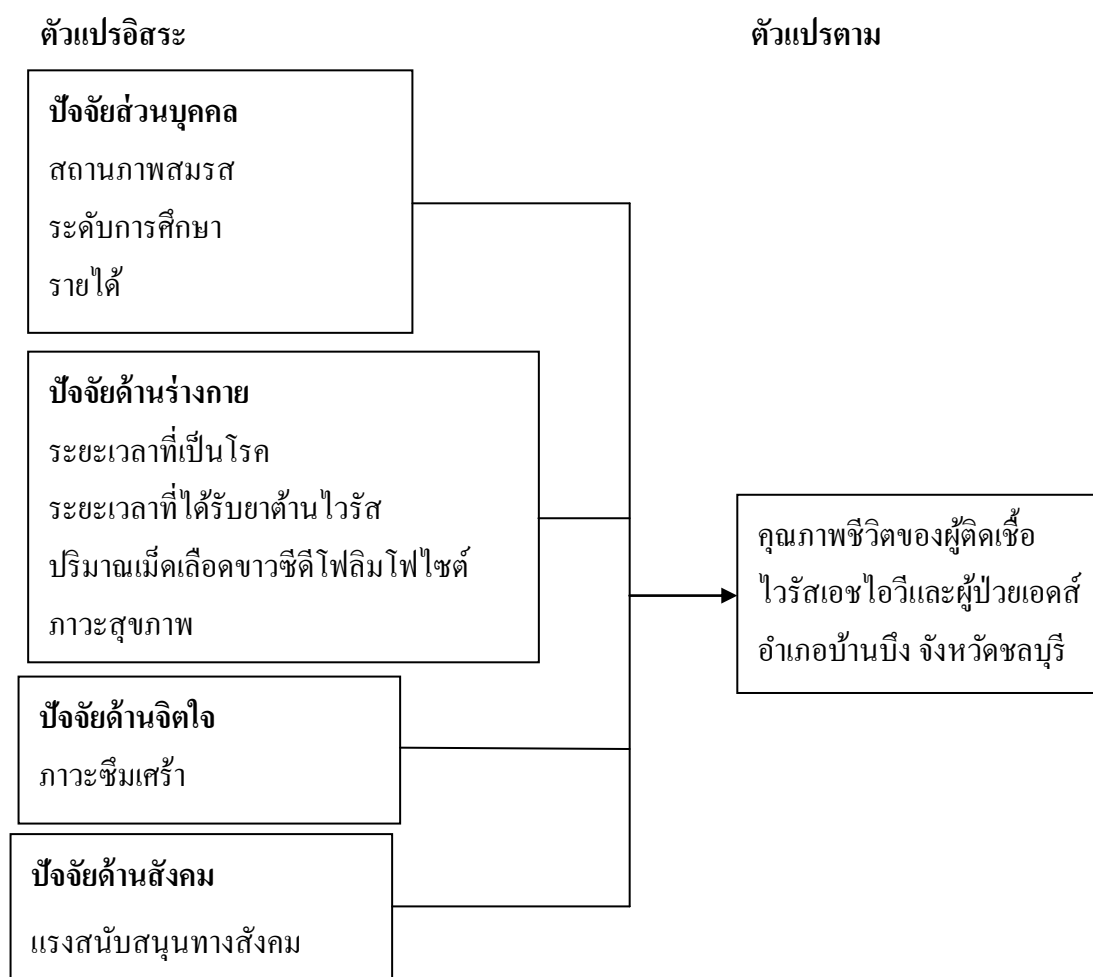 ตัวแปรอิสระ
ตัวแปรตาม
ปัจจัยส่วนบุคคล
สถานภาพสมรส
ระดับการศึกษา
รายได้
ปัจจัยด้านร่างกาย
ระยะเวลาที่เป็นโรค
ระยะเวลาที่ได้รับยาต้านไวรัส
ปริมาณเม็ดเลือดขาวซีดีโฟลิมโฟไซต์
ภาวะสุขภาพ
ปัจจัยด้านจิตใจ
ภาวะซึมเศร้า
ปัจจัยด้านสังคม
แรงสนับสนุนทางสังคม
คุณภาพชีวิตของผู้ติดเชื้อ
ไวรัสเอชไอวีและผู้ป่วยเอดส์
อำเภอบ้านบึง จังหวัดชลบุรี